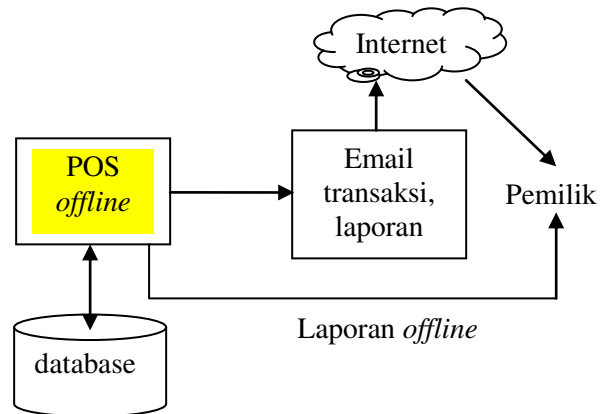 Internet
POS
offline
Email
transaksi,
laporan
Pemilik
Laporan offline
database